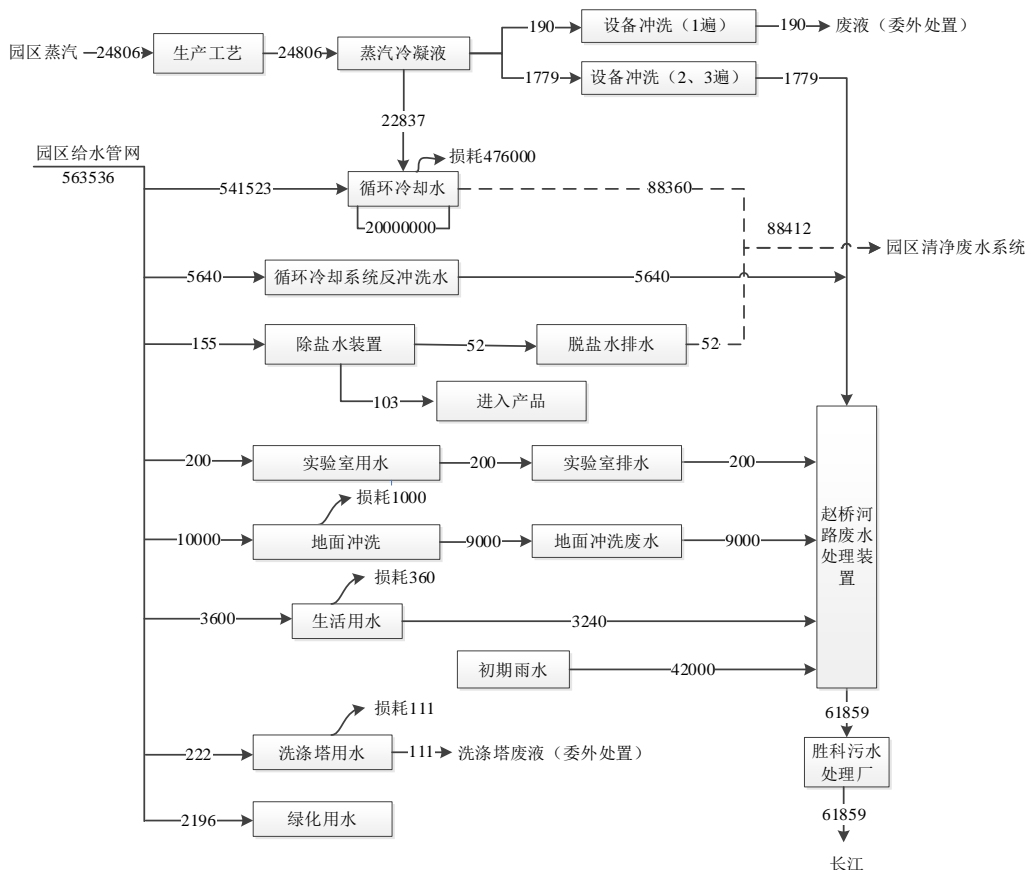 园区蒸汽
24806
生产工艺
24806
蒸汽冷凝液
190
设备冲洗（1遍）
190
废液（委外处置）
1779
设备冲洗（2、3遍）
1779
22837
园区给水管网
563536
损耗476000
541523
循环冷却水
20000000
88360
88412
园区清净废水系统
5640
循环冷却系统反冲洗水
5640
155
除盐水装置
52
脱盐水排水
52
103
进入产品
200
实验室用水
200
实验室排水
200
损耗1000
10000
地面冲洗
9000
地面冲洗废水
9000
赵桥河
路废水
处理装
置
损耗360
3600
生活用水
3240
初期雨水
42000
61859
损耗111
222
洗涤塔用水
111
洗涤塔废液（委外处置）
胜科污水
处理厂
2196
绿化用水
61859
长江